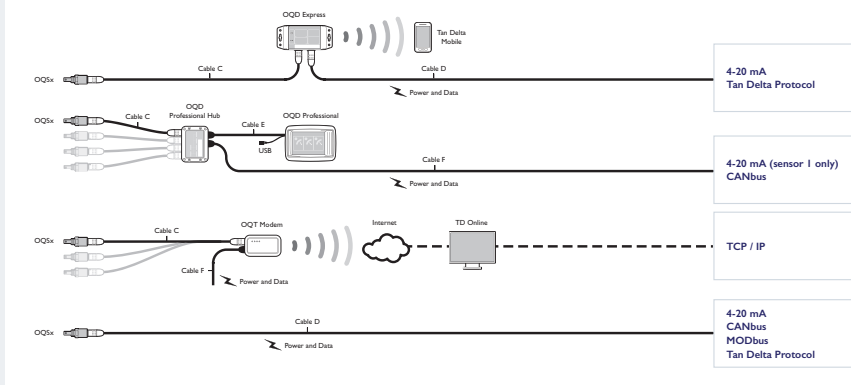 OQD Express
Tan Delta
Mobile
Cable C
Cable D
OQSx
Power and Data
4-20 mA
Tan Delta Protocol
OQD
Professional Hub
OQSx
Cable C
Cable E
OQD Professional
USB
Cable F
Power and Data
4-20 mA (sensor 1 only)
CANbus
OQT Modem
Internet
TD Online
Cable C
OQSx
TCP / IP
Cable F
Power and Data
Cable D
OQSx
Power and Data
4-20 mA
CANbus
MODbus
Tan Delta Protocol